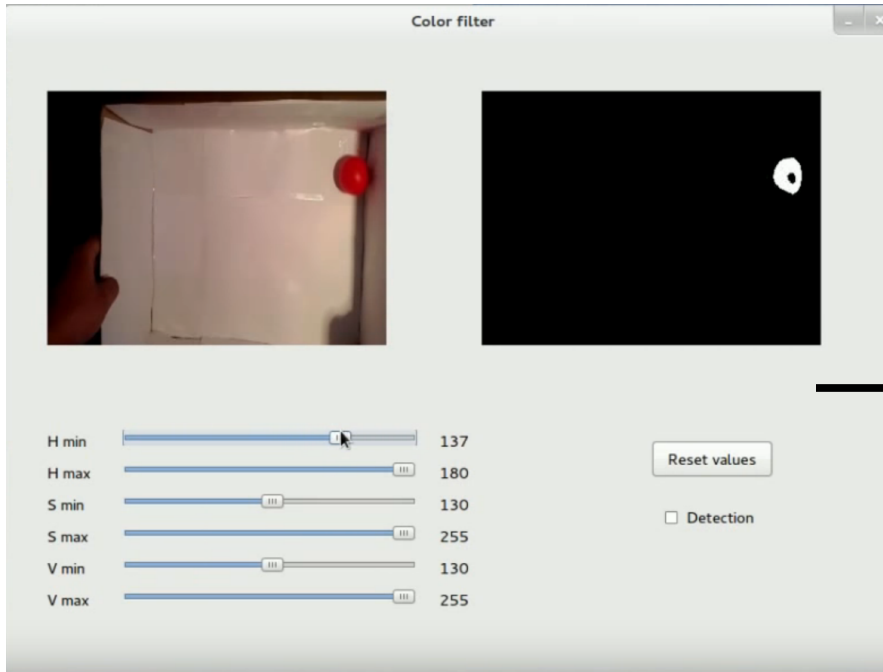 Color filter
H min 137
H max 180
S min 130
S max 255
V min 130
V max 255
Reset values
Detection